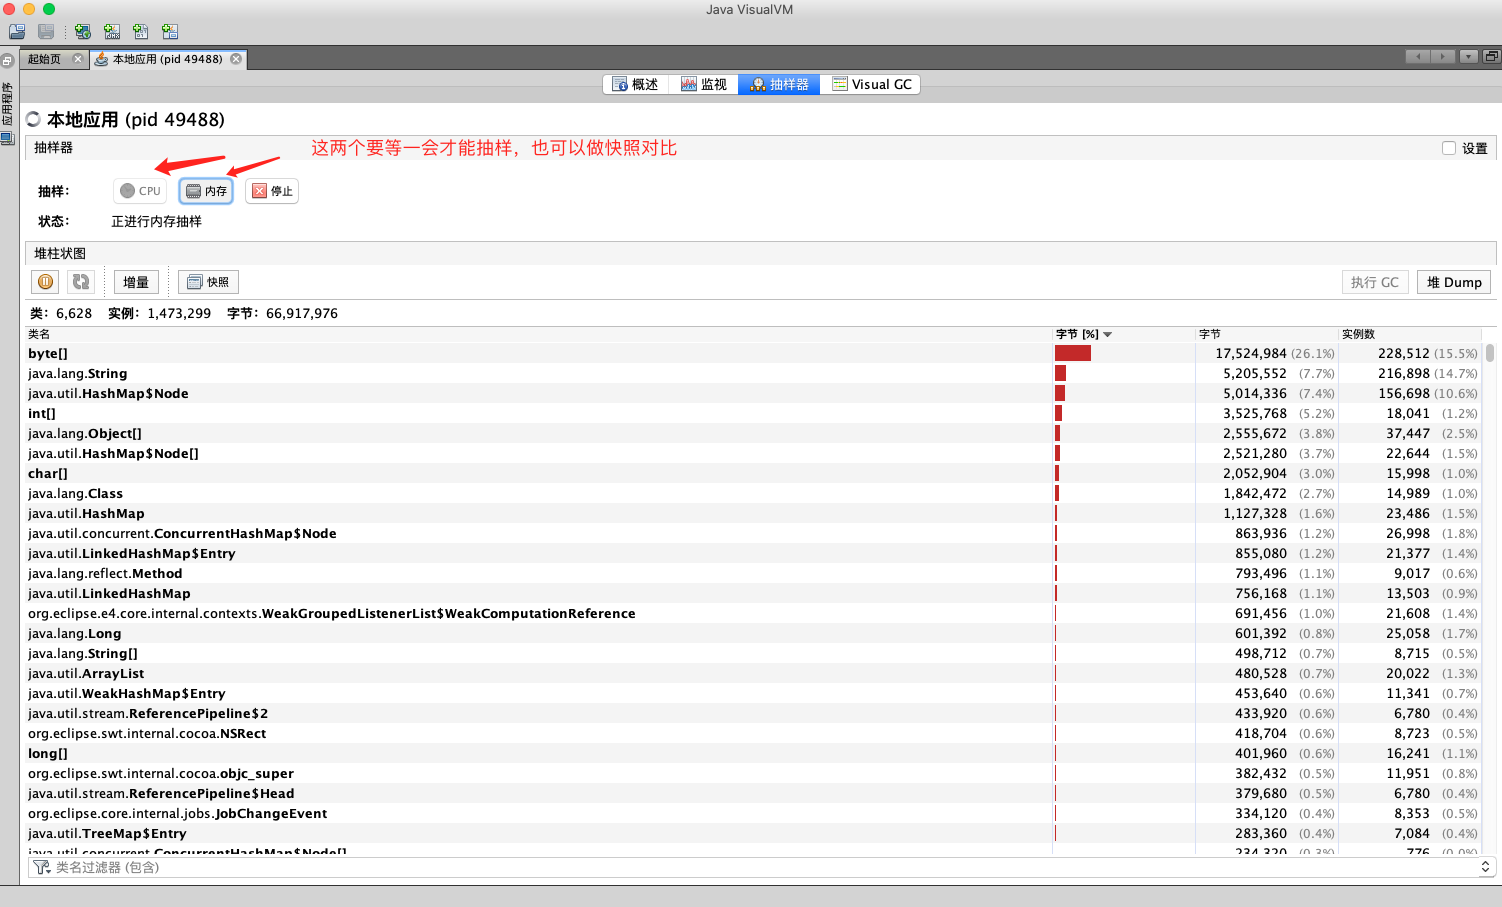 Java VisualVM
起始页
本地应用 (pid 49488)
应用程序
概述 监视 抽样器 Visual GC
本地应用 (pid 49488)
抽样器
这两个要等一会才能抽样，也可以做快照对比
设置
抽样： CPU 内存 停止
状态： 正进行内存抽样
堆柱状图
增量 快照 执行 GC 堆 Dump
类： 6,628 实例： 1,473,299 字节： 66,917,976
类名 字节 [%] 字节 实例数
byte[] 17,524,984 (26.1%) 228,512 (15.5%)
java.lang.String 5,205,552 (7.7%) 216,898 (14.7%)
java.util.HashMap$Node 5,014,336 (7.4%) 156,698 (10.6%)
int[] 3,525,768 (5.2%) 18,041 (1.2%)
java.lang.Object[] 2,555,672 (3.8%) 37,447 (2.5%)
java.util.HashMap$Node[] 2,521,280 (3.7%) 22,644 (1.5%)
char[] 2,052,904 (3.0%) 15,998 (1.0%)
java.lang.Class 1,842,472 (2.7%) 14,989 (1.0%)
java.util.HashMap 1,127,328 (1.6%) 23,486 (1.5%)
java.util.concurrent.ConcurrentHashMap$Node 863,936 (1.2%) 26,998 (1.8%)
java.util.LinkedHashMap$Entry 855,080 (1.2%) 21,377 (1.4%)
java.lang.reflect.Method 793,496 (1.1%) 9,017 (0.6%)
java.util.LinkedHashMap 756,168 (1.1%) 13,503 (0.9%)
org.eclipse.e4.core.internal.contexts.WeakGroupedListenerList$WeakComputationReference 691,456 (1.0%) 21,608 (1.4%)
java.lang.Long 601,392 (0.8%) 25,058 (1.7%)
java.lang.String[] 498,712 (0.7%) 8,715 (0.5%)
java.util.ArrayList 480,528 (0.7%) 20,022 (1.3%)
java.util.WeakHashMap$Entry 453,640 (0.6%) 11,341 (0.7%)
java.util.stream.ReferencePipeline$2 433,920 (0.6%) 6,780 (0.4%)
org.eclipse.swt.internal.cocoa.NSRect 418,704 (0.6%) 8,723 (0.5%)
long[] 401,960 (0.6%) 16,241 (1.1%)
org.eclipse.swt.internal.cocoa.objc_super 382,432 (0.5%) 11,951 (0.8%)
java.util.stream.ReferencePipeline$Head 379,680 (0.5%) 6,780 (0.4%)
org.eclipse.core.internal.jobs.JobChangeEvent 334,120 (0.4%) 8,353 (0.5%)
java.util.TreeMap$Entry 283,360 (0.4%) 7,084 (0.4%)
java.util.concurrent.ConcurrentHashMap$Node[] 234,320 (0.3%) 776 (0.0%)
类名过滤器 (包含)